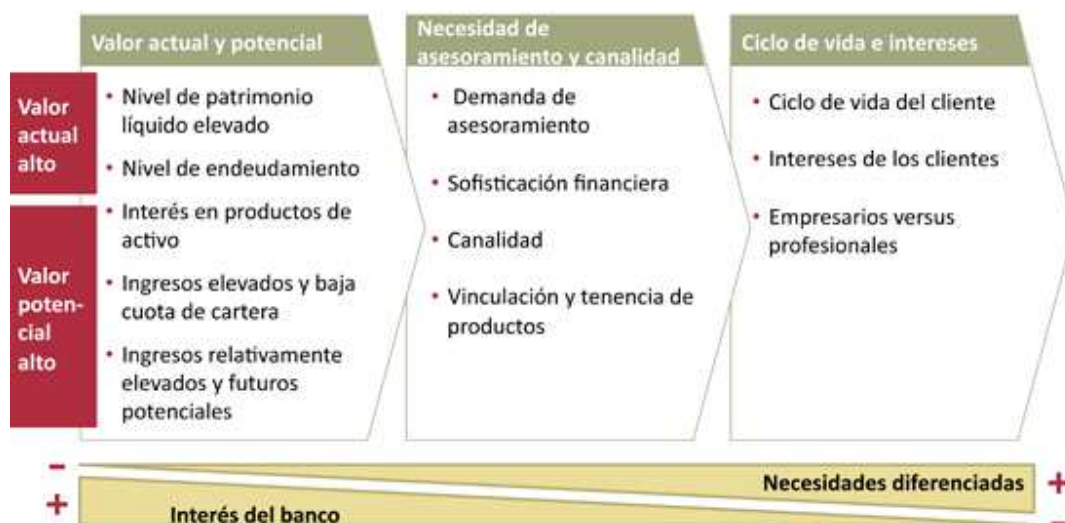 Valor actual y potencial
Necesidad de
asesoramiento y canalidad
Ciclo de vida e intereses
Valor
actual
alto
Valor
poten-
cial
alto
• Nivel de patrimonio
líquido elevado
• Nivel de endeudamiento
• Interés en productos de
activo
• Ingresos elevados y baja
cuota de cartera
• Ingresos relativamente
elevados y futuros
potenciales
• Demanda de
asesoramiento
• Sofisticación financiera
• Canalidad
• Vinculación y tenencia de
productos
• Ciclo de vida del cliente
• Intereses de los clientes
• Empresarios versus
profesionales
- Necesidades diferenciadas +
+ Interés del banco -